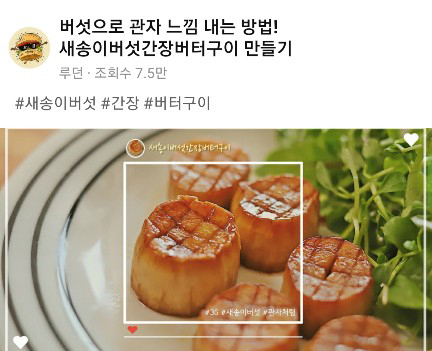 버섯으로 관자 느낌 내는 방법!
새송이버섯간장버터구이 만들기
루던 · 조회수 7.5만
#새송이버섯 #간장 #버터구이
새송이버섯간장버터구이
#36 #새송이버섯 #관자처럼